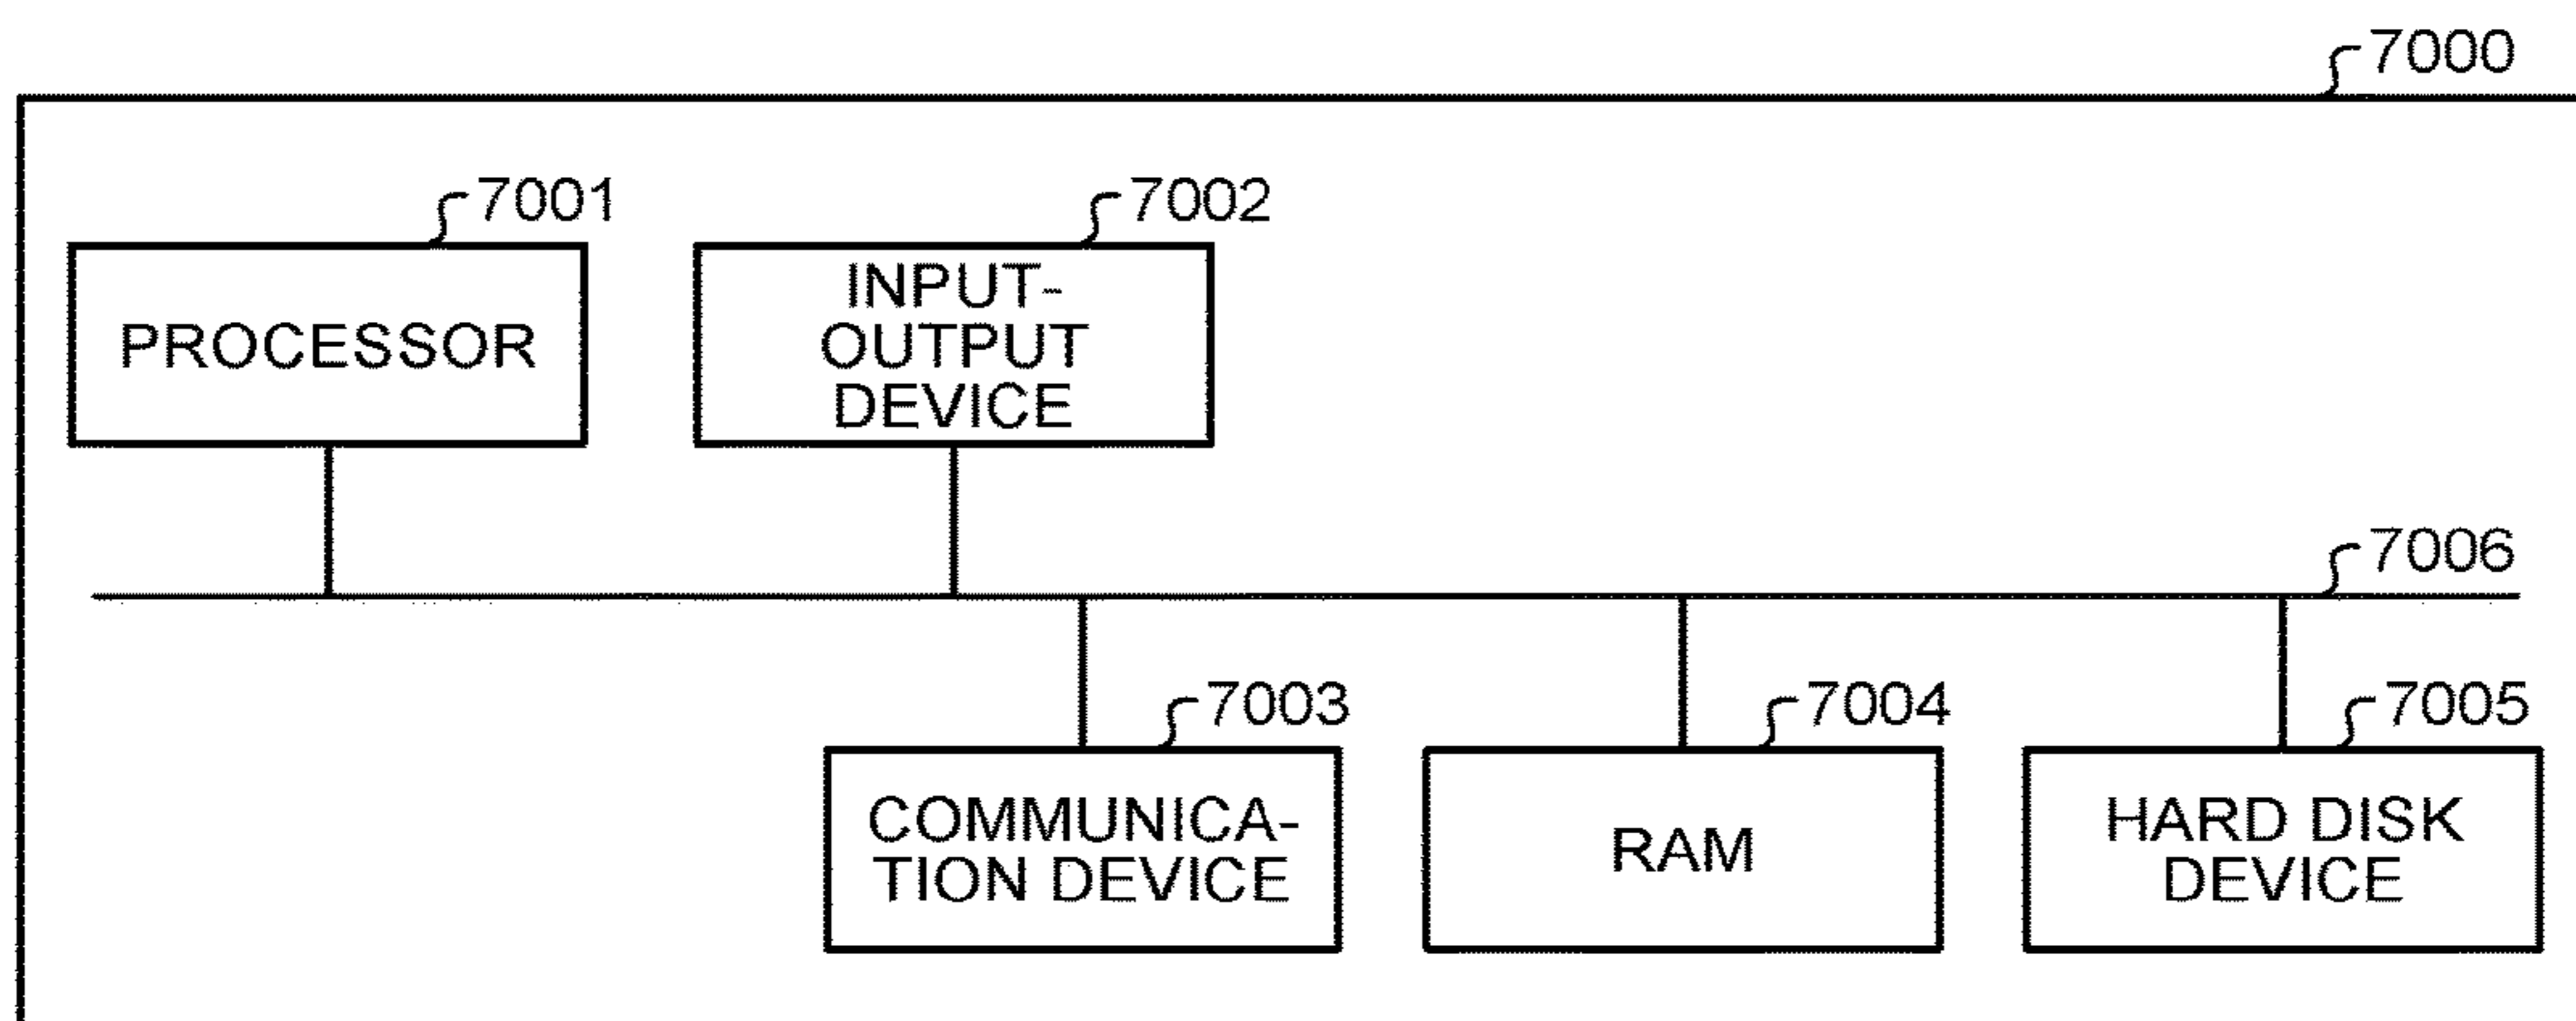 7000
7001
7002
PROCESSOR
INPUT-
OUTPUT
DEVICE
7006
7003
7004
7005
COMMUNICA-
TION DEVICE
RAM
HARD DISK
DEVICE